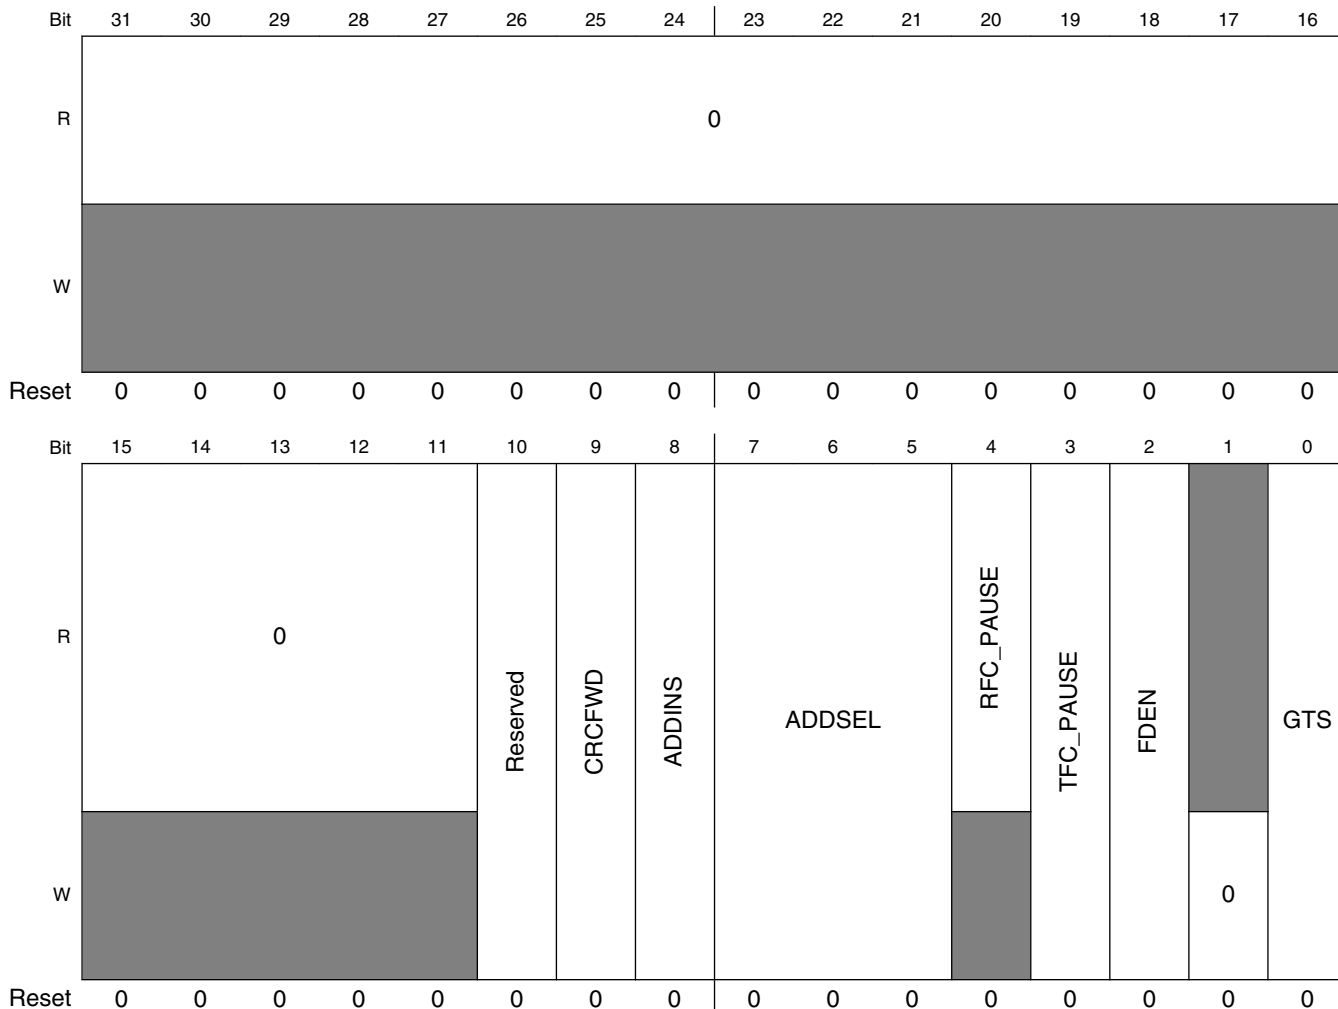 Bit 31 30 29 28 27 26 25 24 23 22 21 20 19 18 17 16
R 0
W
Reset 0 0 0 0 0 0 0 0 0 0 0 0 0 0 0 0
Bit 15 14 13 12 11 10 9 8 7 6 5 4 3 2 1 0
R 0 Reserved CRCFWD ADDINS ADDSEL RFC_PAUSE TFC_PAUSE FDEN GTS
W 0
Reset 0 0 0 0 0 0 0 0 0 0 0 0 0 0 0 0